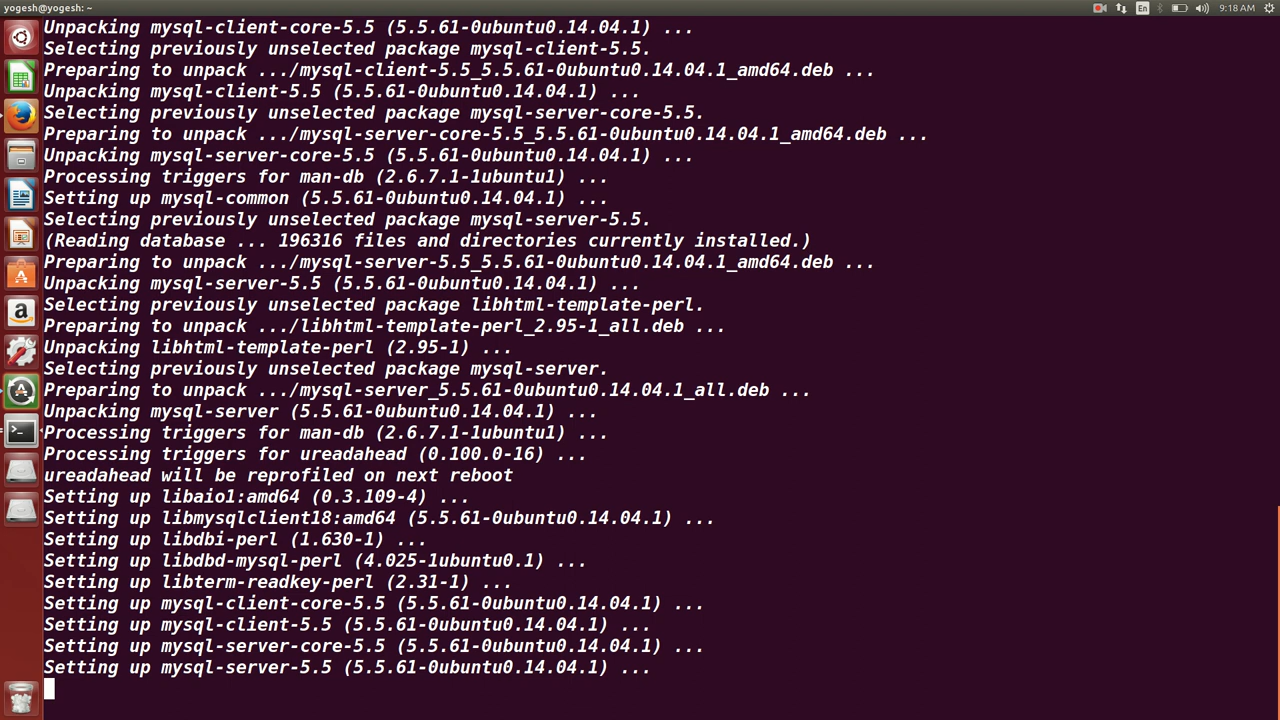 yogesh@yogesh: ~
En
9:18 AM
Unpacking mysql-client-core-5.5 (5.5.61-0ubuntu0.14.04.1) ...
Selecting previously unselected package mysql-client-5.5.
Preparing to unpack .../mysql-client-5.5_5.5.61-0ubuntu0.14.04.1_amd64.deb ...
Unpacking mysql-client-5.5 (5.5.61-0ubuntu0.14.04.1) ...
Selecting previously unselected package mysql-server-core-5.5.
Preparing to unpack .../mysql-server-core-5.5_5.5.61-0ubuntu0.14.04.1_amd64.deb ...
Unpacking mysql-server-core-5.5 (5.5.61-0ubuntu0.14.04.1) ...
Processing triggers for man-db (2.6.7.1-1ubuntu1) ...
Setting up mysql-common (5.5.61-0ubuntu0.14.04.1) ...
Selecting previously unselected package mysql-server-5.5.
(Reading database ... 196316 files and directories currently installed.)
Preparing to unpack .../mysql-server-5.5_5.5.61-0ubuntu0.14.04.1_amd64.deb ...
Unpacking mysql-server-5.5 (5.5.61-0ubuntu0.14.04.1) ...
Selecting previously unselected package libhtml-template-perl.
Preparing to unpack .../libhtml-template-perl_2.95-1_all.deb ...
Unpacking libhtml-template-perl (2.95-1) ...
Selecting previously unselected package mysql-server.
Preparing to unpack .../mysql-server_5.5.61-0ubuntu0.14.04.1_all.deb ...
Unpacking mysql-server (5.5.61-0ubuntu0.14.04.1) ...
Processing triggers for man-db (2.6.7.1-1ubuntu1) ...
Processing triggers for ureadahead (0.100.0-16) ...
ureadahead will be reprofiled on next reboot
Setting up libaio1:amd64 (0.3.109-4) ...
Setting up libmysqlclient18:amd64 (5.5.61-0ubuntu0.14.04.1) ...
Setting up libdbi-perl (1.630-1) ...
Setting up libdbd-mysql-perl (4.025-1ubuntu0.1) ...
Setting up libterm-readkey-perl (2.31-1) ...
Setting up mysql-client-core-5.5 (5.5.61-0ubuntu0.14.04.1) ...
Setting up mysql-client-5.5 (5.5.61-0ubuntu0.14.04.1) ...
Setting up mysql-server-core-5.5 (5.5.61-0ubuntu0.14.04.1) ...
Setting up mysql-server-5.5 (5.5.61-0ubuntu0.14.04.1) ...